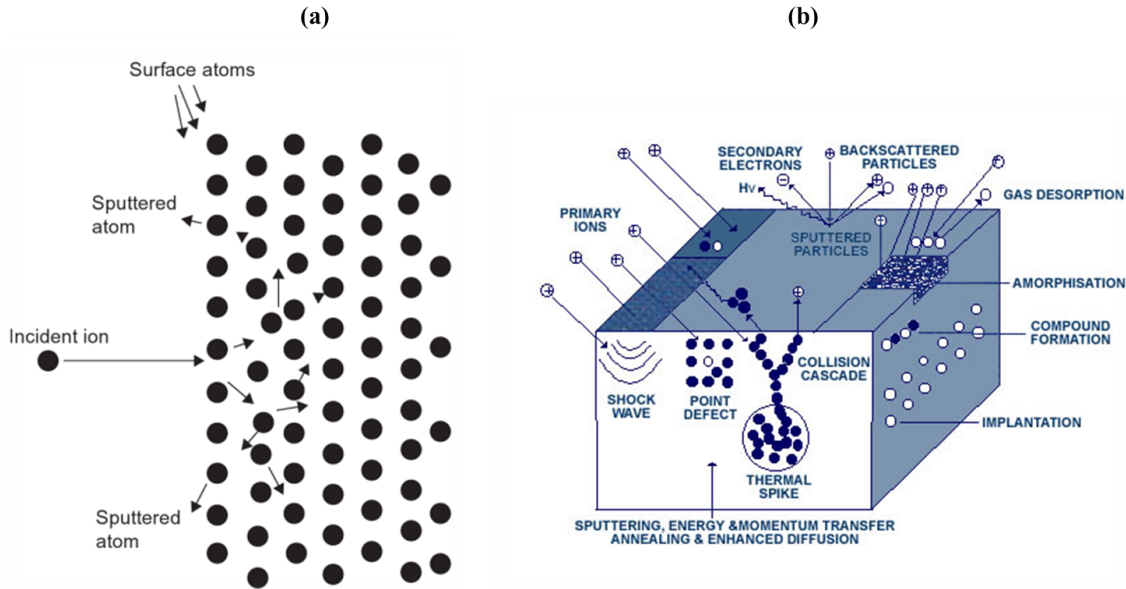 (a)
Surface atoms
Sputtered
atom
Incident ion
Sputtered
atom
(b)
SECONDARY
ELECTRONS
BACKSCATTERED
PARTICLES
Hν
GAS DESORPTION
PRIMARY
IONS
SPUTTERED
PARTICLES
AMORPHISATION
COMPOUND
FORMATION
COLLISION
CASCADE
SHOCK
WAVE
POINT
DEFECT
IMPLANTATION
THERMAL
SPIKE
SPUTTERING, ENERGY &MOMENTUM TRANSFER
ANNEALING & ENHANCED DIFFUSION